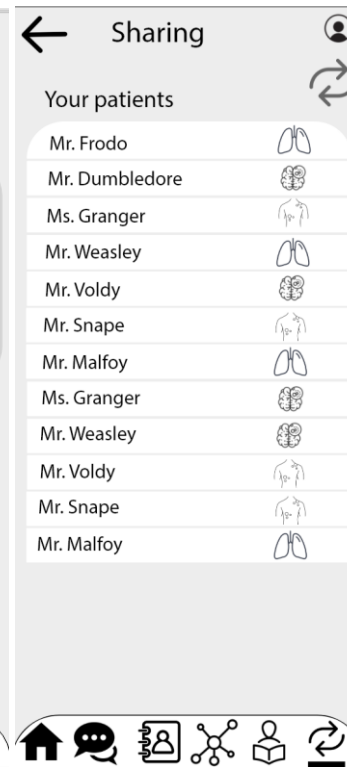 Sharing
Your patients
Mr. Frodo
Mr. Dumbledore
Ms. Granger
Mr. Weasley
Mr. Voldy
Mr. Snape
Mr. Malfoy
Ms. Granger
Mr. Weasley
Mr. Voldy
Mr. Snape
Mr. Malfoy